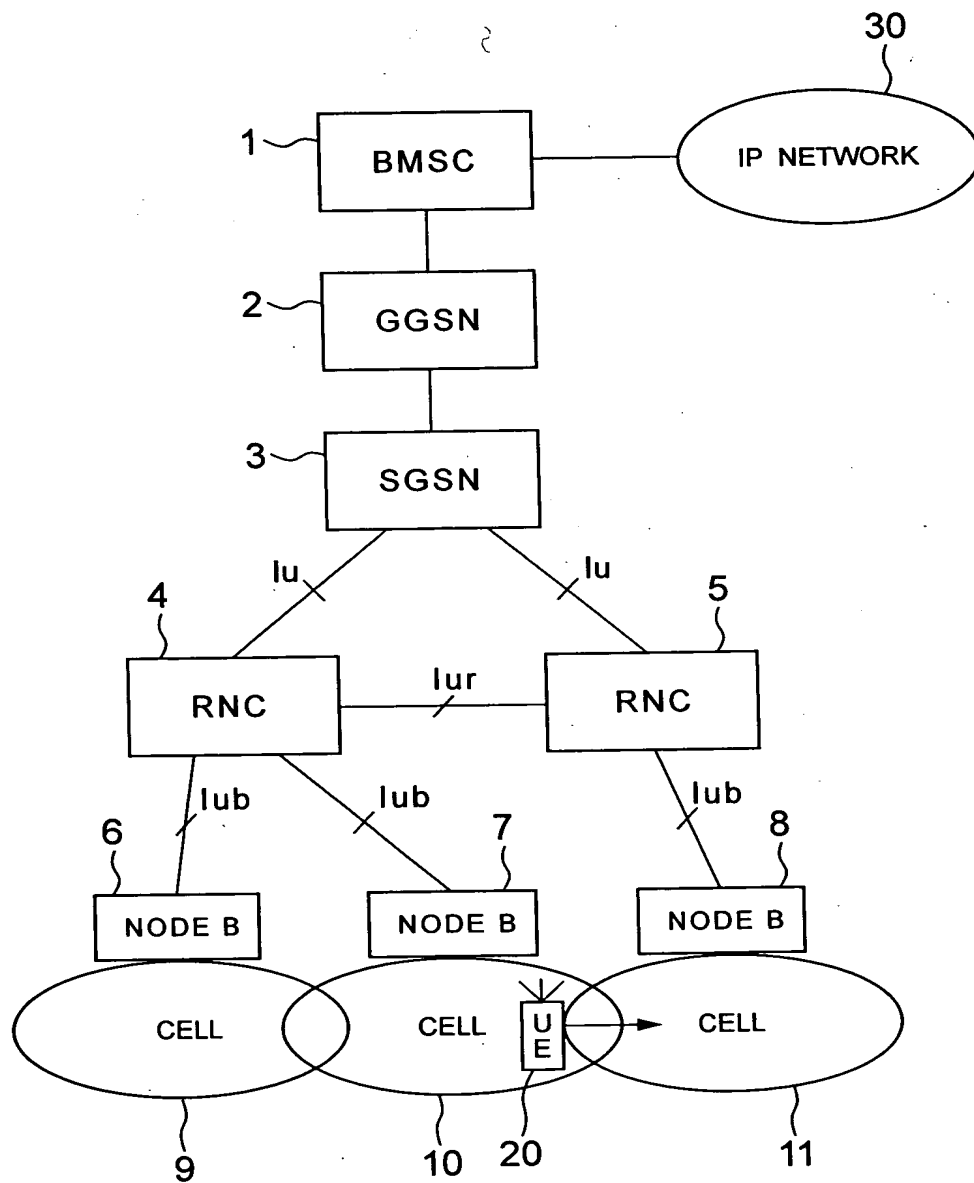 30
1
BMSC
IP NETWORK
2
GGSN
3
SGSN
Iu
Iu
4
5
RNC
Iur
RNC
Iub
Iub
Iub
6
7
8
NODE B
NODE B
NODE B
CELL
CELL
UE
CELL
9
10
20
11